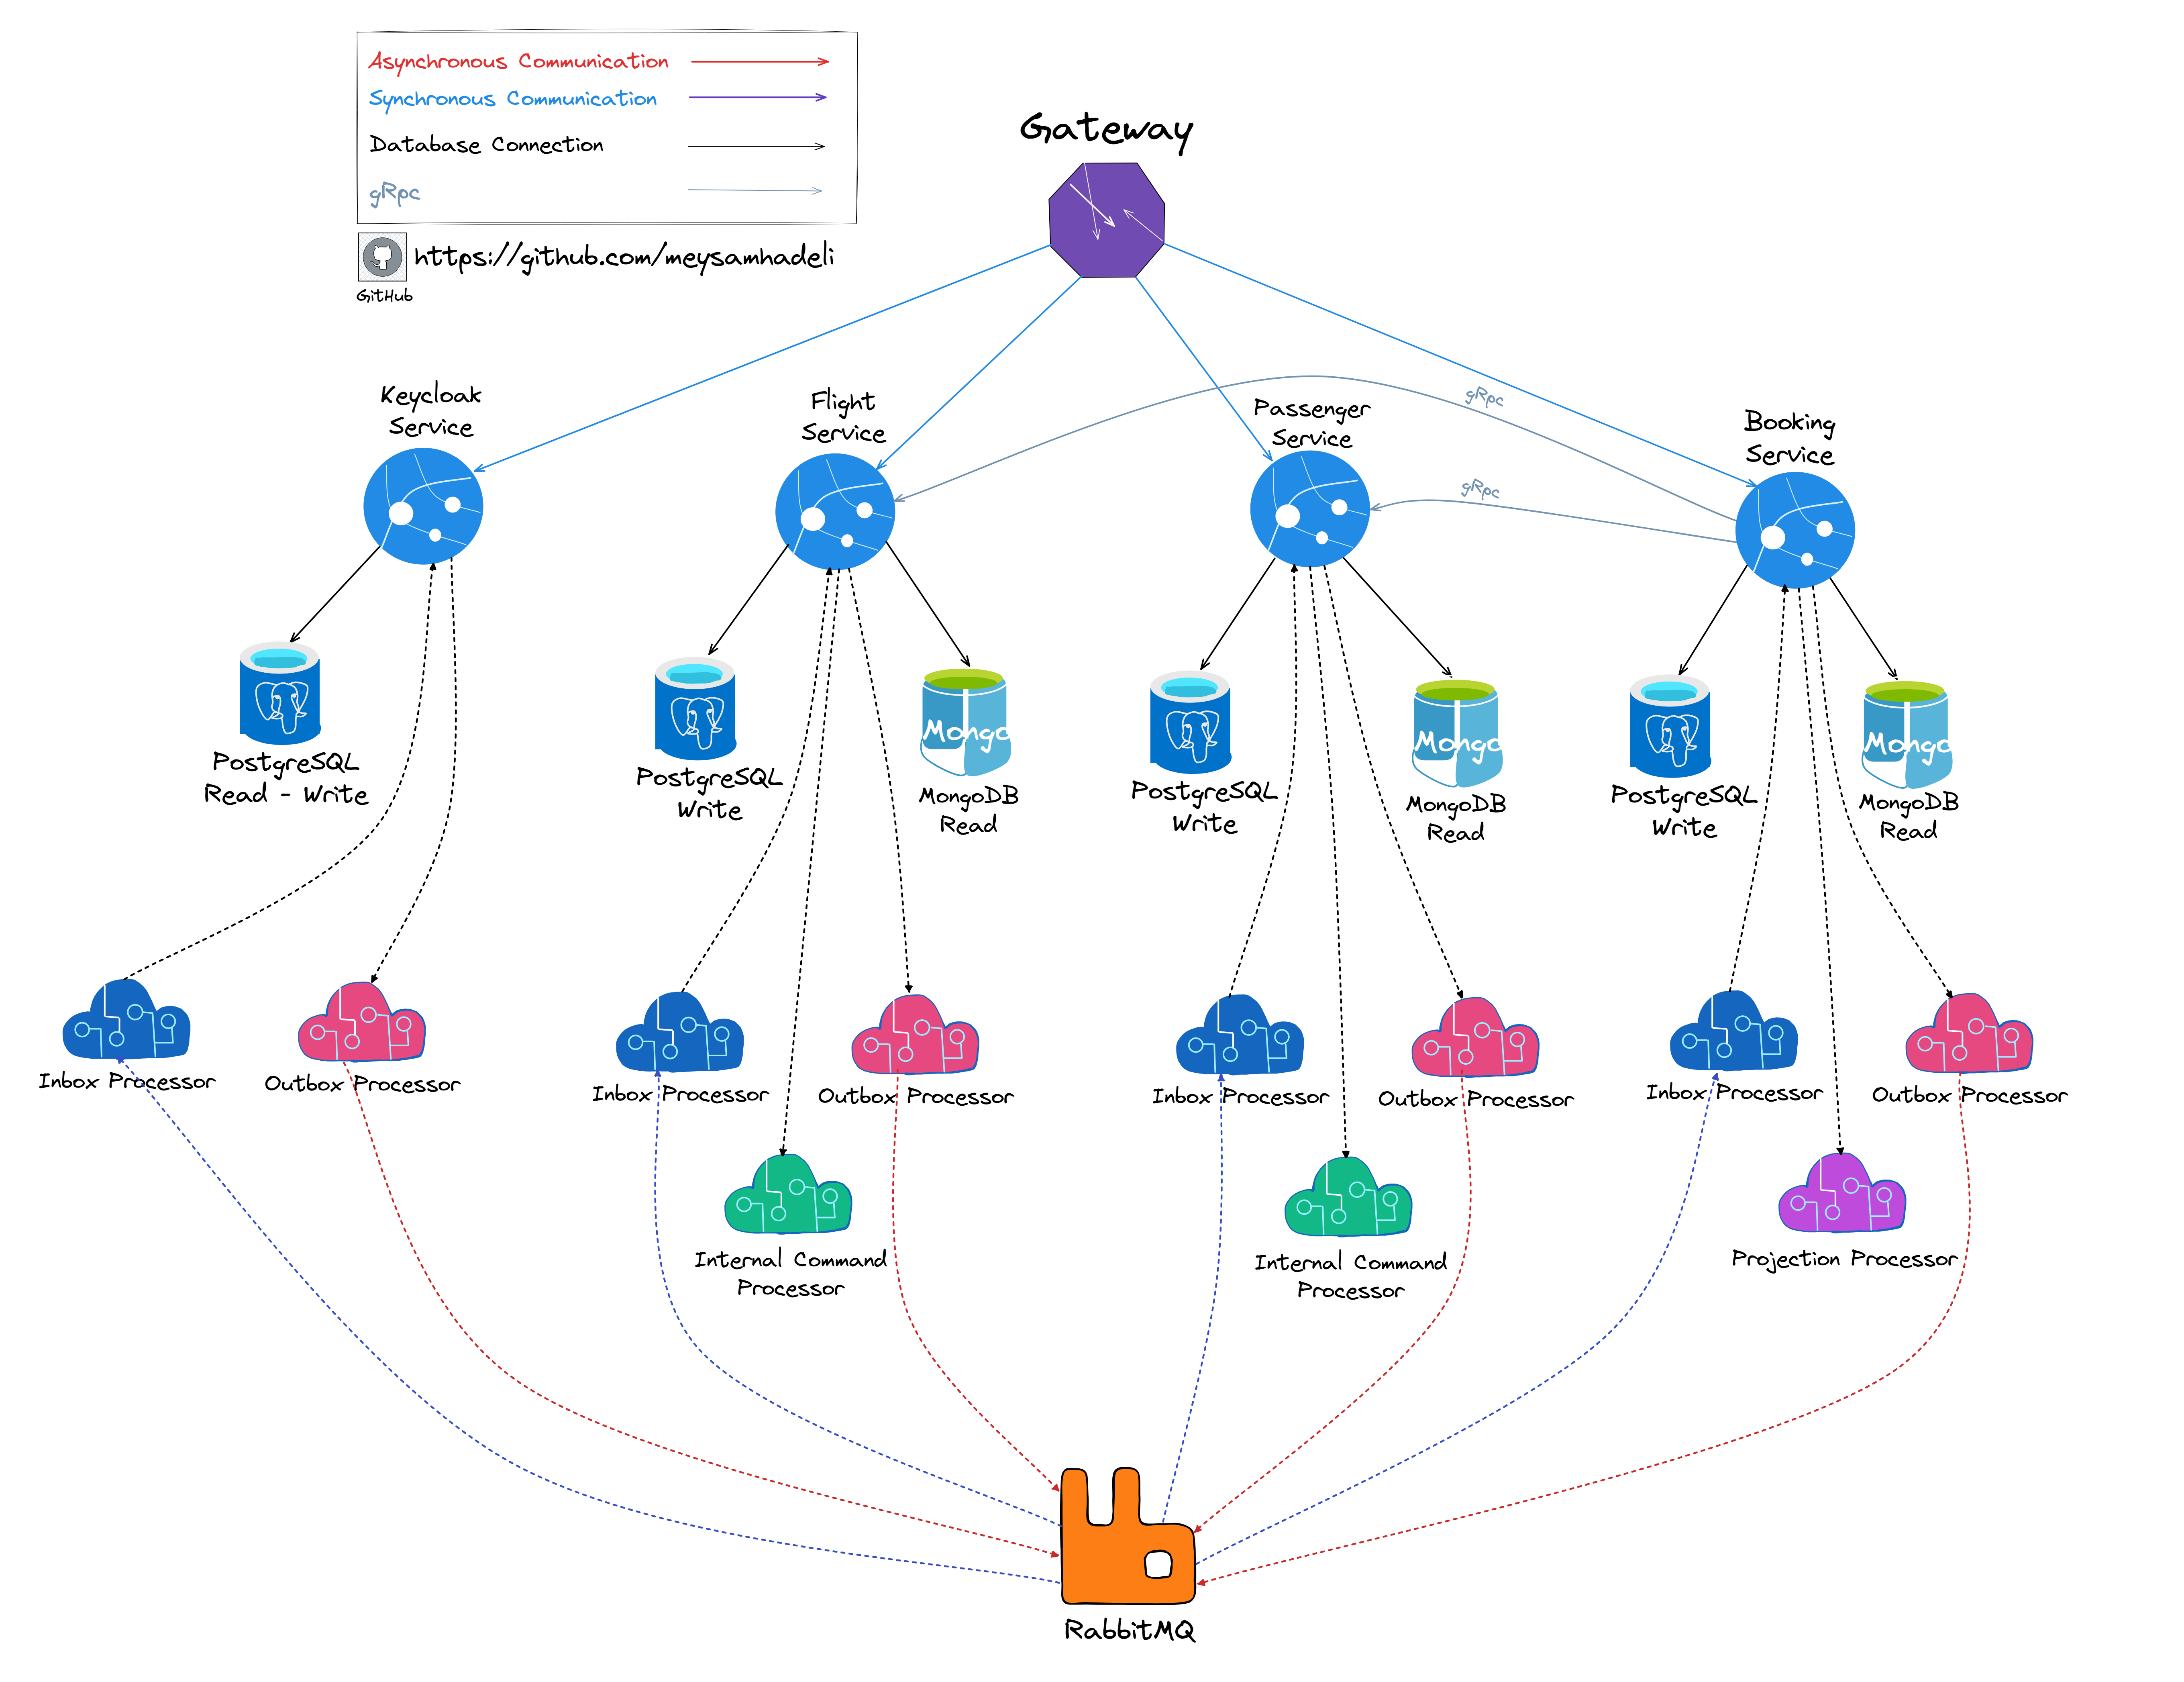 Asynchronous Communication
Synchronous Communication
Database Connection
gRpc
https://github.com/meysamhadeli
GitHub
Gateway
Keycloak
Service
Flight
Service
Passenger
Service
Booking
Service
gRpc
gRpc
PostgreSQL
Read - Write
PostgreSQL
Write
Mongo
MongoDB
Read
PostgreSQL
Write
Mongo
MongoDB
Read
PostgreSQL
Write
Mongo
MongoDB
Read
Inbox Processor
Outbox Processor
Inbox Processor
Outbox Processor
Inbox Processor
Outbox Processor
Inbox Processor
Outbox Processor
Internal Command
Processor
Internal Command
Processor
Projection Processor
RabbitMQ